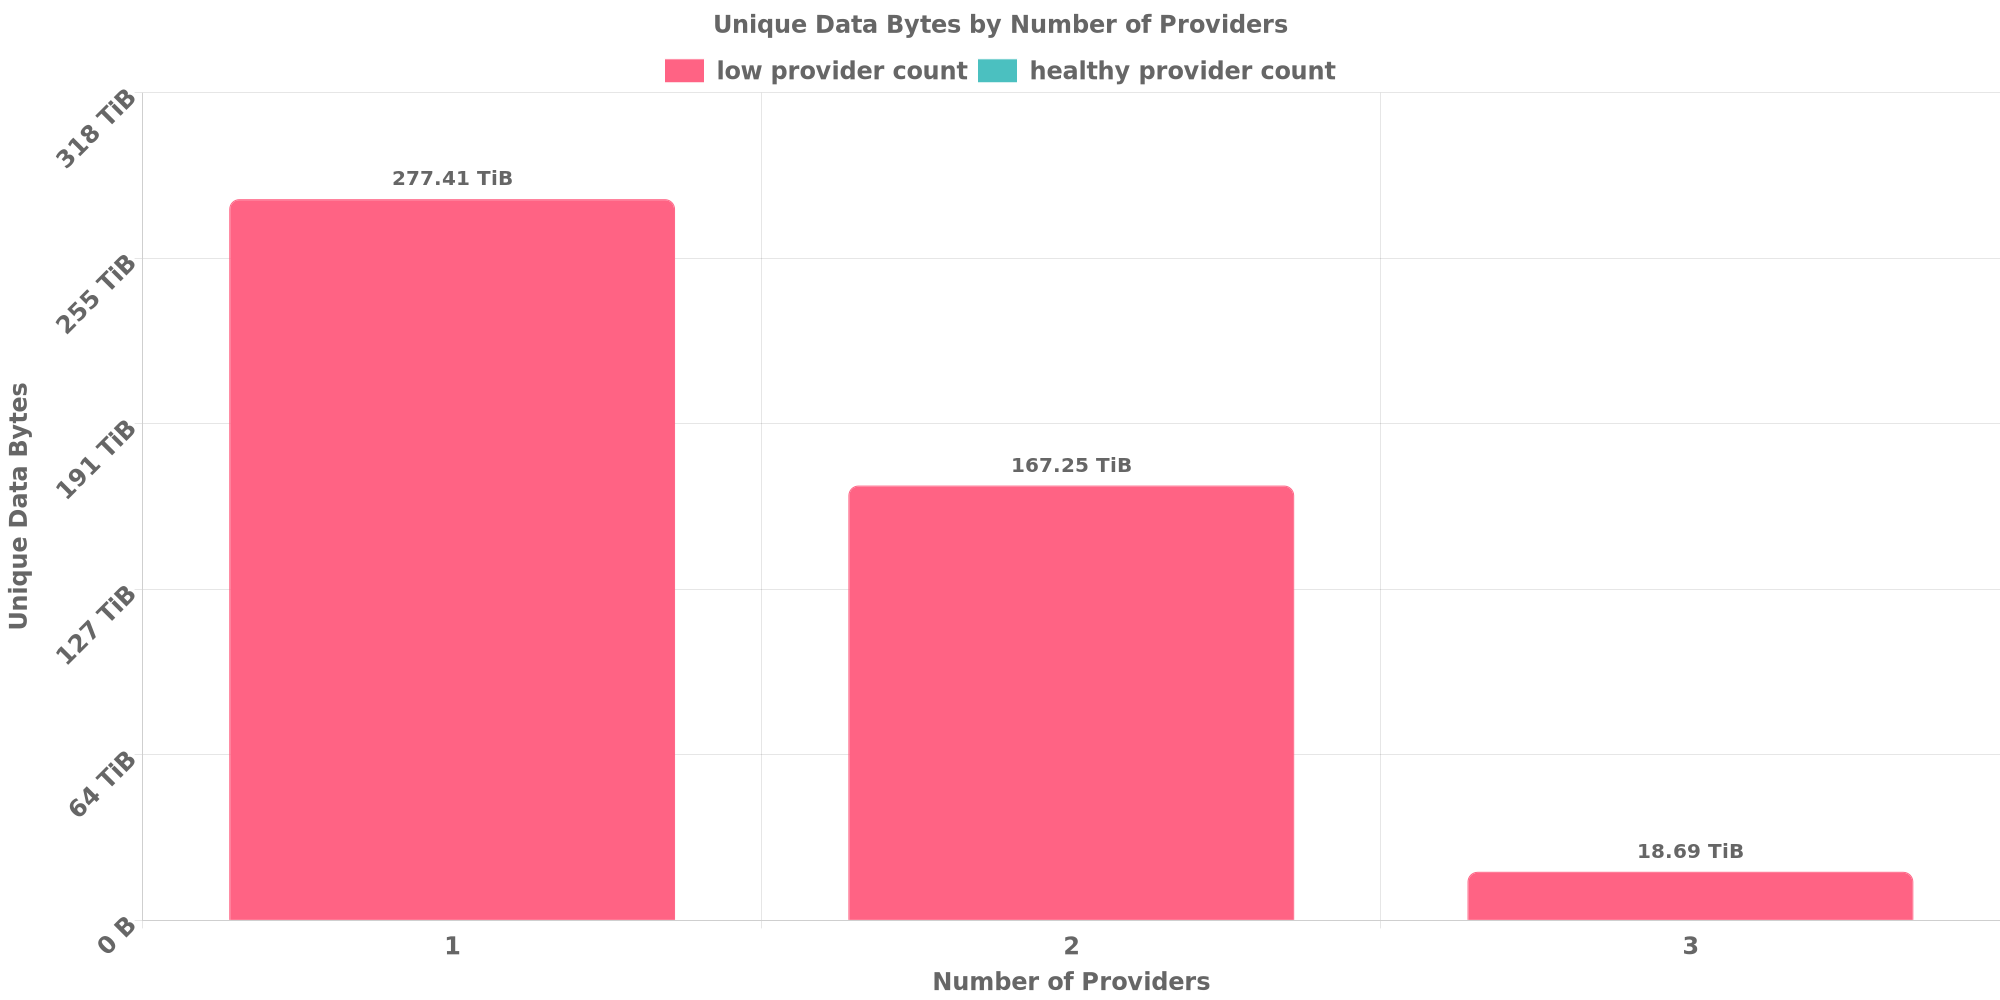 Unique Data Bytes by Number of Providers
low provider count healthy provider count
318 TiB
277.41 TiB
255 TiB
191 TiB
167.25 TiB
127 TiB
64 TiB
18.69 TiB
0 B
Unique Data Bytes
1 2 3
Number of Providers